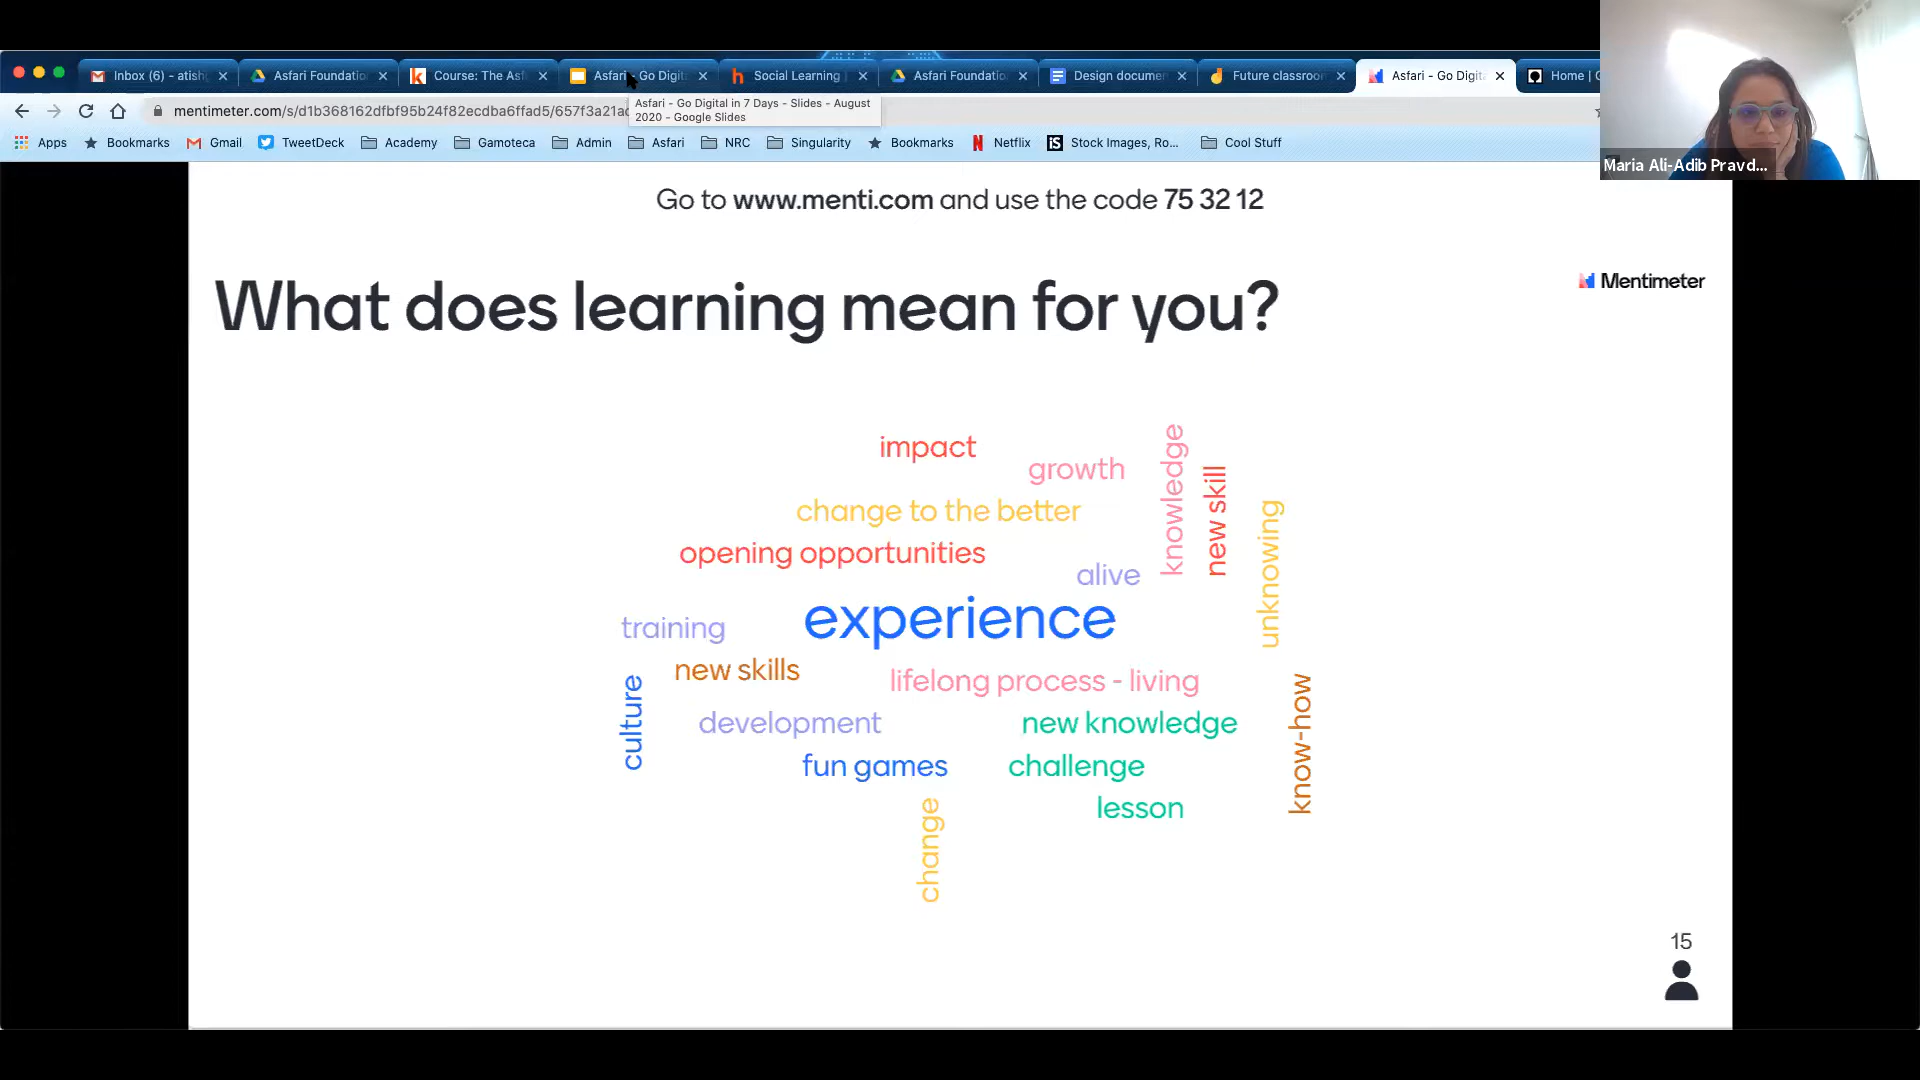 Inbox (6) - atish
Asfari Foundatio
Course: The Asf
Asfari - Go Digit
Social Learning |
Asfari Foundatio
Design documen
Future classroon
Asfari - Go Digit
Home | G
mentimeter.com/s/d1b368162dfbf95b24f82ecdba6ffad5/657f3a21ad
Asfari - Go Digital in 7 Days - Slides - August
2020 - Google Slides
Apps
Bookmarks
Gmail
TweetDeck
Academy
Gamoteca
Admin
Asfari
NRC
Singularity
Bookmarks
Netflix
iS
Stock Images, Ro...
Cool Stuff
Maria Ali-Adib Pravd...
Go to www.menti.com and use the code 75 32 12
Mentimeter
What does learning mean for you?
impact
growth
knowledge
new skill
change to the better
unknowing
opening opportunities
alive
experience
training
new skills
lifelong process - living
culture
know-how
development
new knowledge
fun games
challenge
lesson
change
15